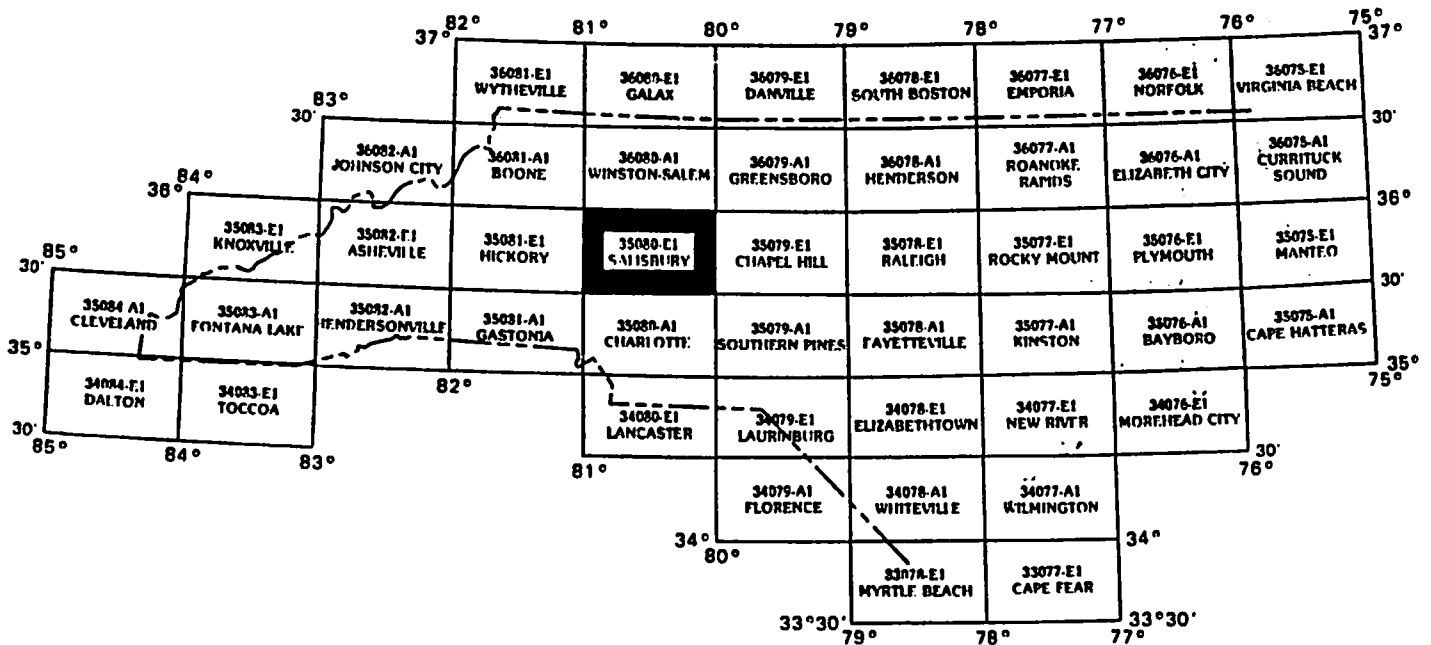 82° 81° 80° 79° 78° 77° 76° 75°
37° 37°
36081-E1 36080-E1 36079-E1 36078-E1 36077-E1 36076-E1 36075-E1
WYTHEVILLE GALAX DANVILLE SOUTH BOSTON EMPORIA NORFOLK VIRGINIA BEACH
83°
30' 30'
36082-A1 36081-A1 36080-A1 36079-A1 36078-A1 36077-A1 36076-A1 36075-A1
JOHNSON CITY BOONE WINSTON-SALEM GREENSBORO HENDERSON ROANOKE RAPIDS ELIZABETH CITY CURRITUCK SOUND
84°
36° 36°
35083-E1 35082-E1 35081-E1 35080-E1 35079-E1 35078-E1 35077-E1 35076-E1 35075-E1
KNOXVILLE ASHEVILLE HICKORY SALISBURY CHAPEL HILL RALEIGH ROCKY MOUNT PLYMOUTH MANTEO
85°
30' 30'
35084-A1 35083-A1 35082-A1 35081-A1 35080-A1 35079-A1 35078-A1 35077-A1 35076-A1 35075-A1
CLEVELAND FONTANA LAKE HENDERSONVILLE GASTONIA CHARLOTTE SOUTHERN PINES FAYETTEVILLE KINSTON BAYBORO CAPE HATTERAS
35° 35°
82° 75°
34084-E1 34083-E1 34080-E1 34079-E1 34078-E1 34077-E1 34076-E1
DALTON TOCCOA LANCASTER LAURINBURG ELIZABETHTOWN NEW RIVER MOREHEAD CITY
30' 30'
85° 84° 83° 81° 76°
34079-A1 34078-A1 34077-A1
FLORENCE WHITEVILLE WILMINGTON
34° 34°
80°
33078-E1 33077-E1
MYRTLE BEACH CAPE FEAR
33°30' 33°30'
79° 78° 77°